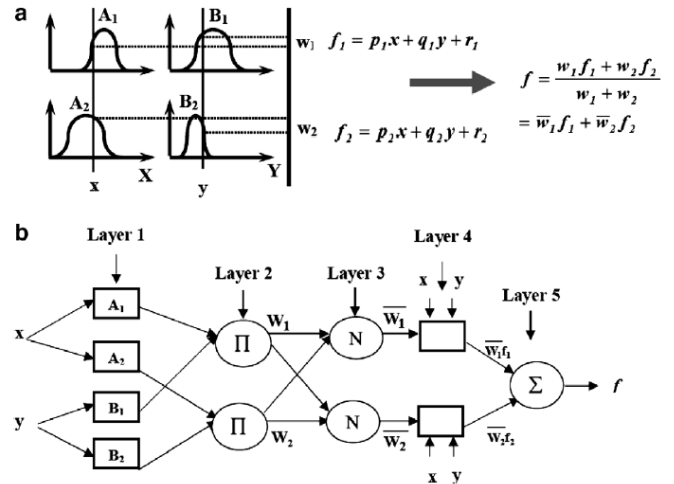 a
A₁ B₁
w₁ f₁ = p₁x + q₁y + r₁
f = (w₁f₁ + w₂f₂) / (w₁ + w₂)
= w̅₁f₁ + w̅₂f₂
A₂ B₂
w₂ f₂ = p₂x + q₂y + r₂
X Y
x y
b
Layer 1
Layer 2
Layer 3
Layer 4
Layer 5
x y
x
y
A₁
A₂
B₁
B₂
Π W₁ N W̅₁
Π W₂ N W̅₂
W̅₁f₁
Σ f
W̅₂f₂
x y